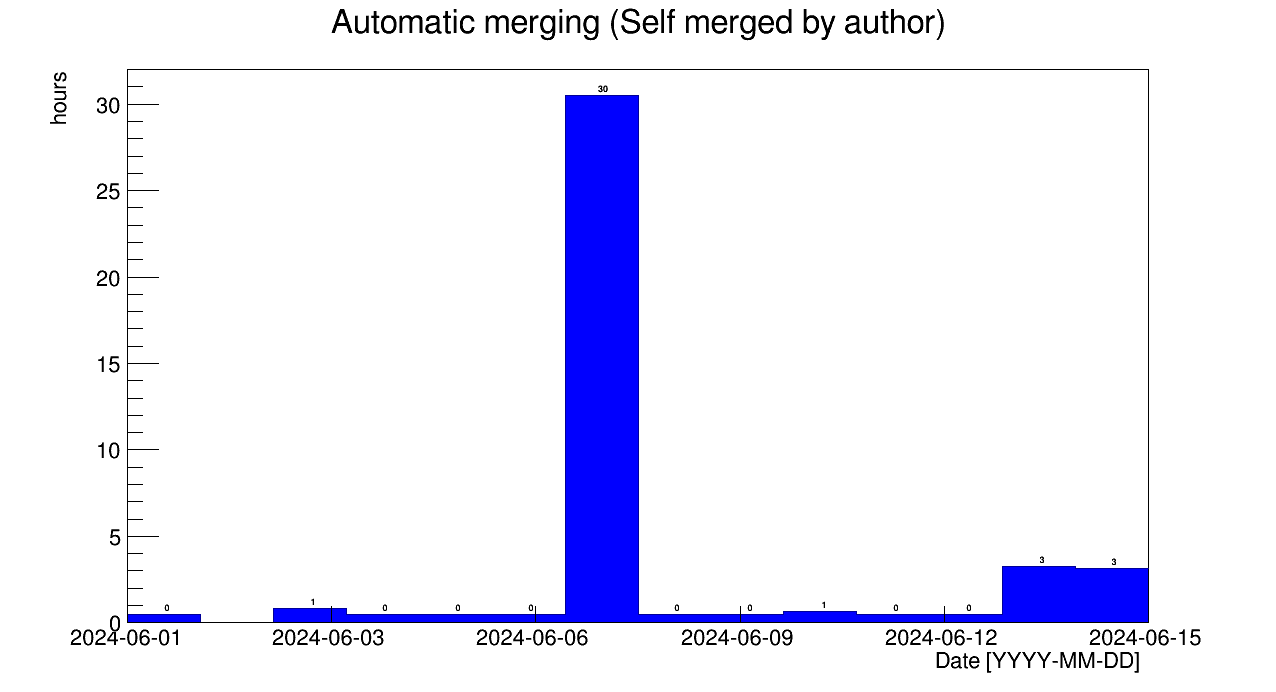 Automatic merging (Self merged by author)
hours
30
30
25
20
15
10
5
0
0 1 0 0 0 0 0 1 0 0 3 3
2024-06-01 2024-06-03 2024-06-06 2024-06-09 2024-06-12 2024-06-15
Date [YYYY-MM-DD]